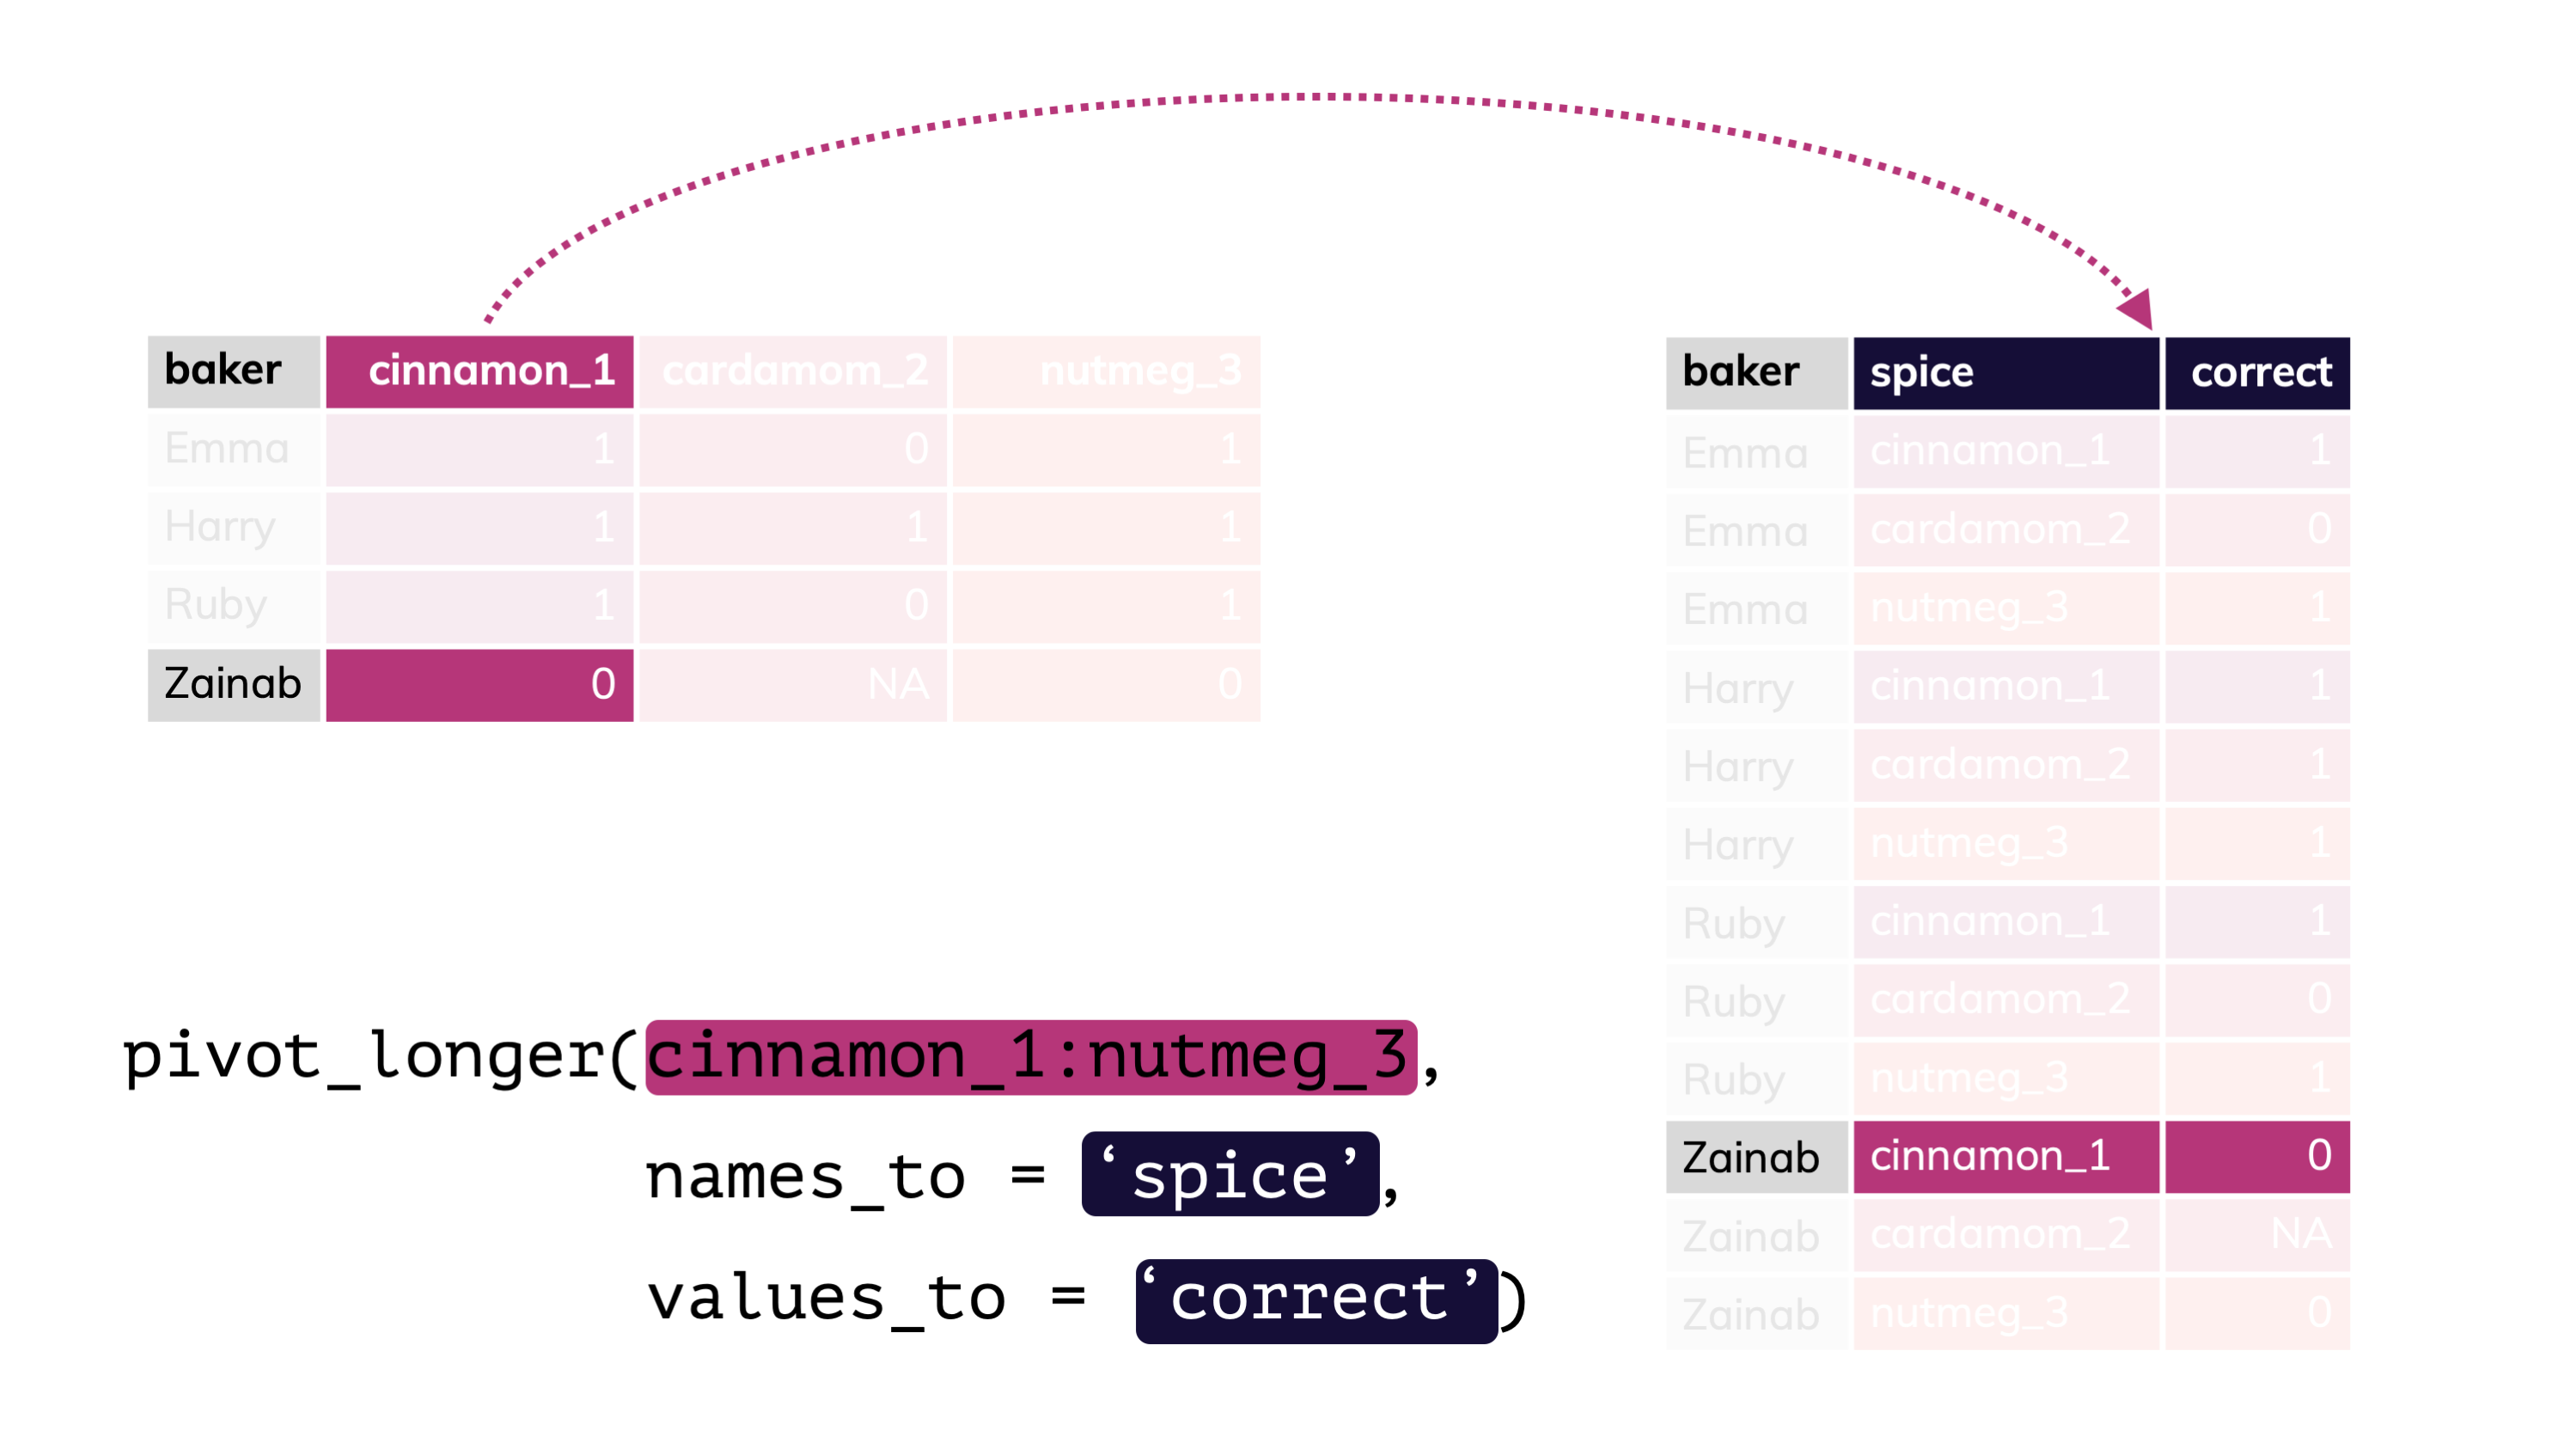 baker cinnamon_1 cardamom_2 nutmeg_3
Emma 1 0 1
Harry 1 1 1
Ruby 1 0 1
Zainab 0 NA 0
pivot_longer(cinnamon_1:nutmeg_3,
names_to = ‘spice’,
values_to = ‘correct’)
baker spice correct
Emma cinnamon_1 1
Emma cardamom_2 0
Emma nutmeg_3 1
Harry cinnamon_1 1
Harry cardamom_2 1
Harry nutmeg_3 1
Ruby cinnamon_1 1
Ruby cardamom_2 0
Ruby nutmeg_3 1
Zainab cinnamon_1 0
Zainab cardamom_2 NA
Zainab nutmeg_3 0